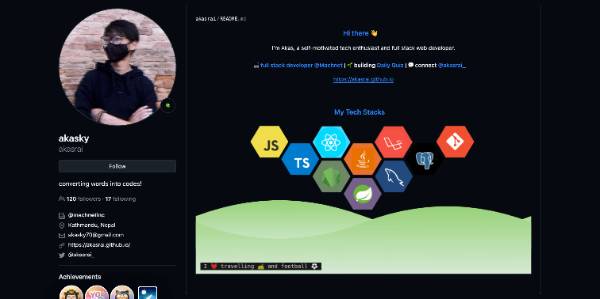 akasky
akasrai
Follow
converting words into codes!
120 followers · 17 following
@machnetinc
Kathmandu, Nepal
akasky70@gmail.com
https://akasrai.github.io/
@akasrai_
Achievements
akasrai/README.md
Hi there 👋
I'm Akas, a self-motivated tech enthusiast and full stack web developer.
full stack developer @Machnet | 🌱 building Daily Quiz | 💬 connect @akasrai_
https://akasrai.github.io
My Tech Stacks
JS
TS
I ❤️ travelling 🏕 and football ⚽